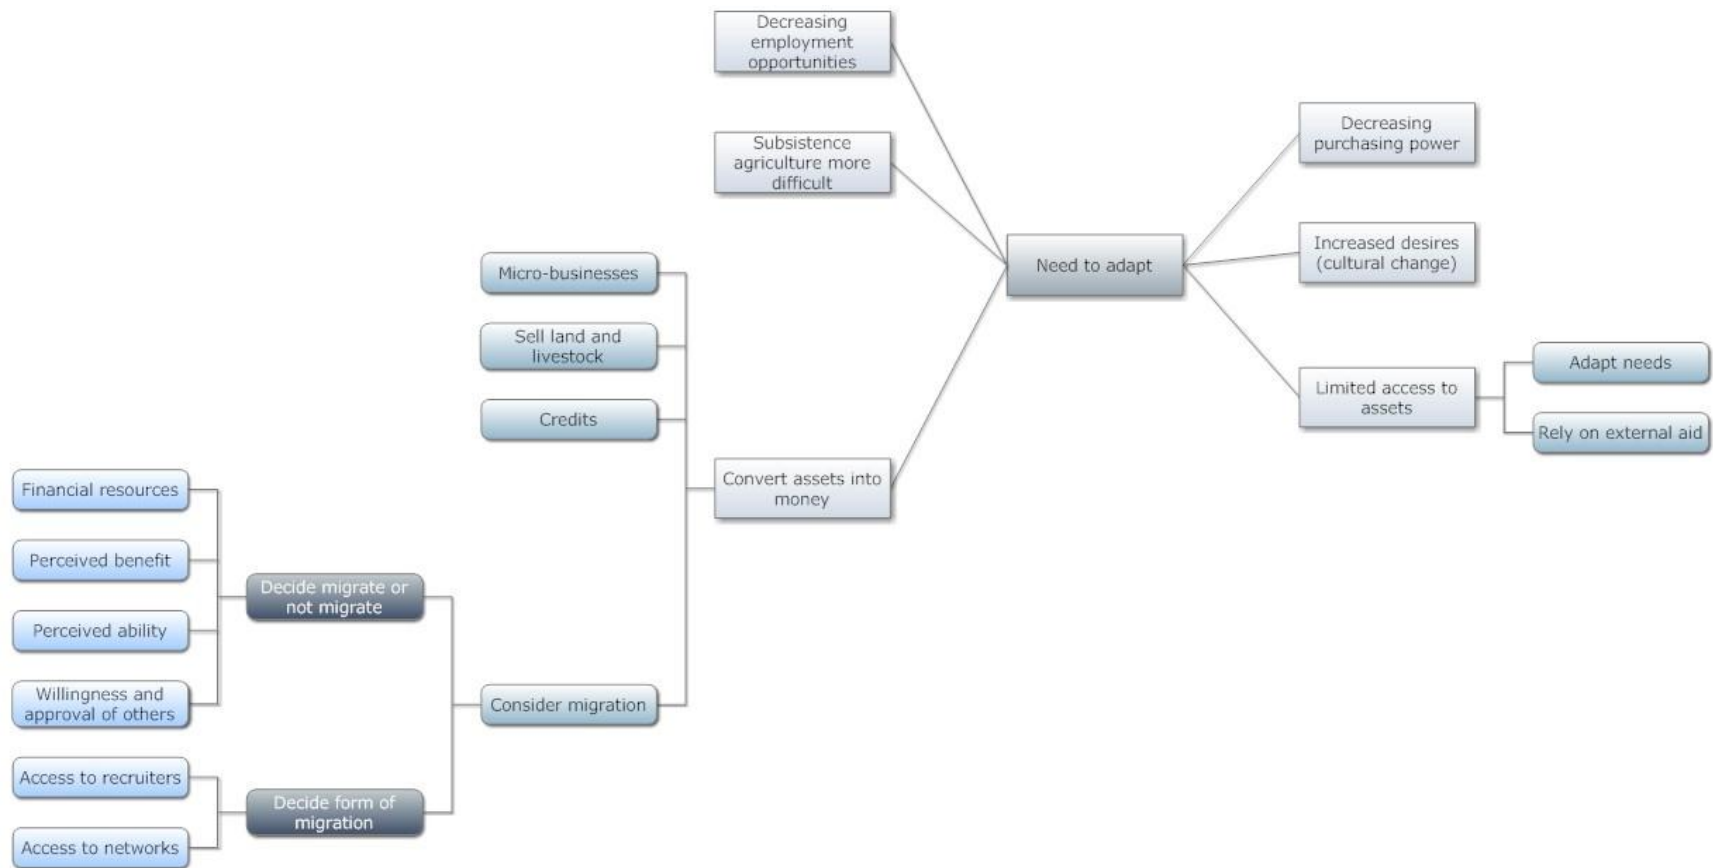 Decreasing
employment
opportunities
Subsistence
agriculture more
difficult
Need to adapt
Decreasing
purchasing power
Increased desires
(cultural change)
Limited access to
assets
Adapt needs
Rely on external aid
Micro-businesses
Sell land and
livestock
Credits
Convert assets into
money
Consider migration
Decide migrate or
not migrate
Decide form of
migration
Financial resources
Perceived benefit
Perceived ability
Willingness and
approval of others
Access to recruiters
Access to networks